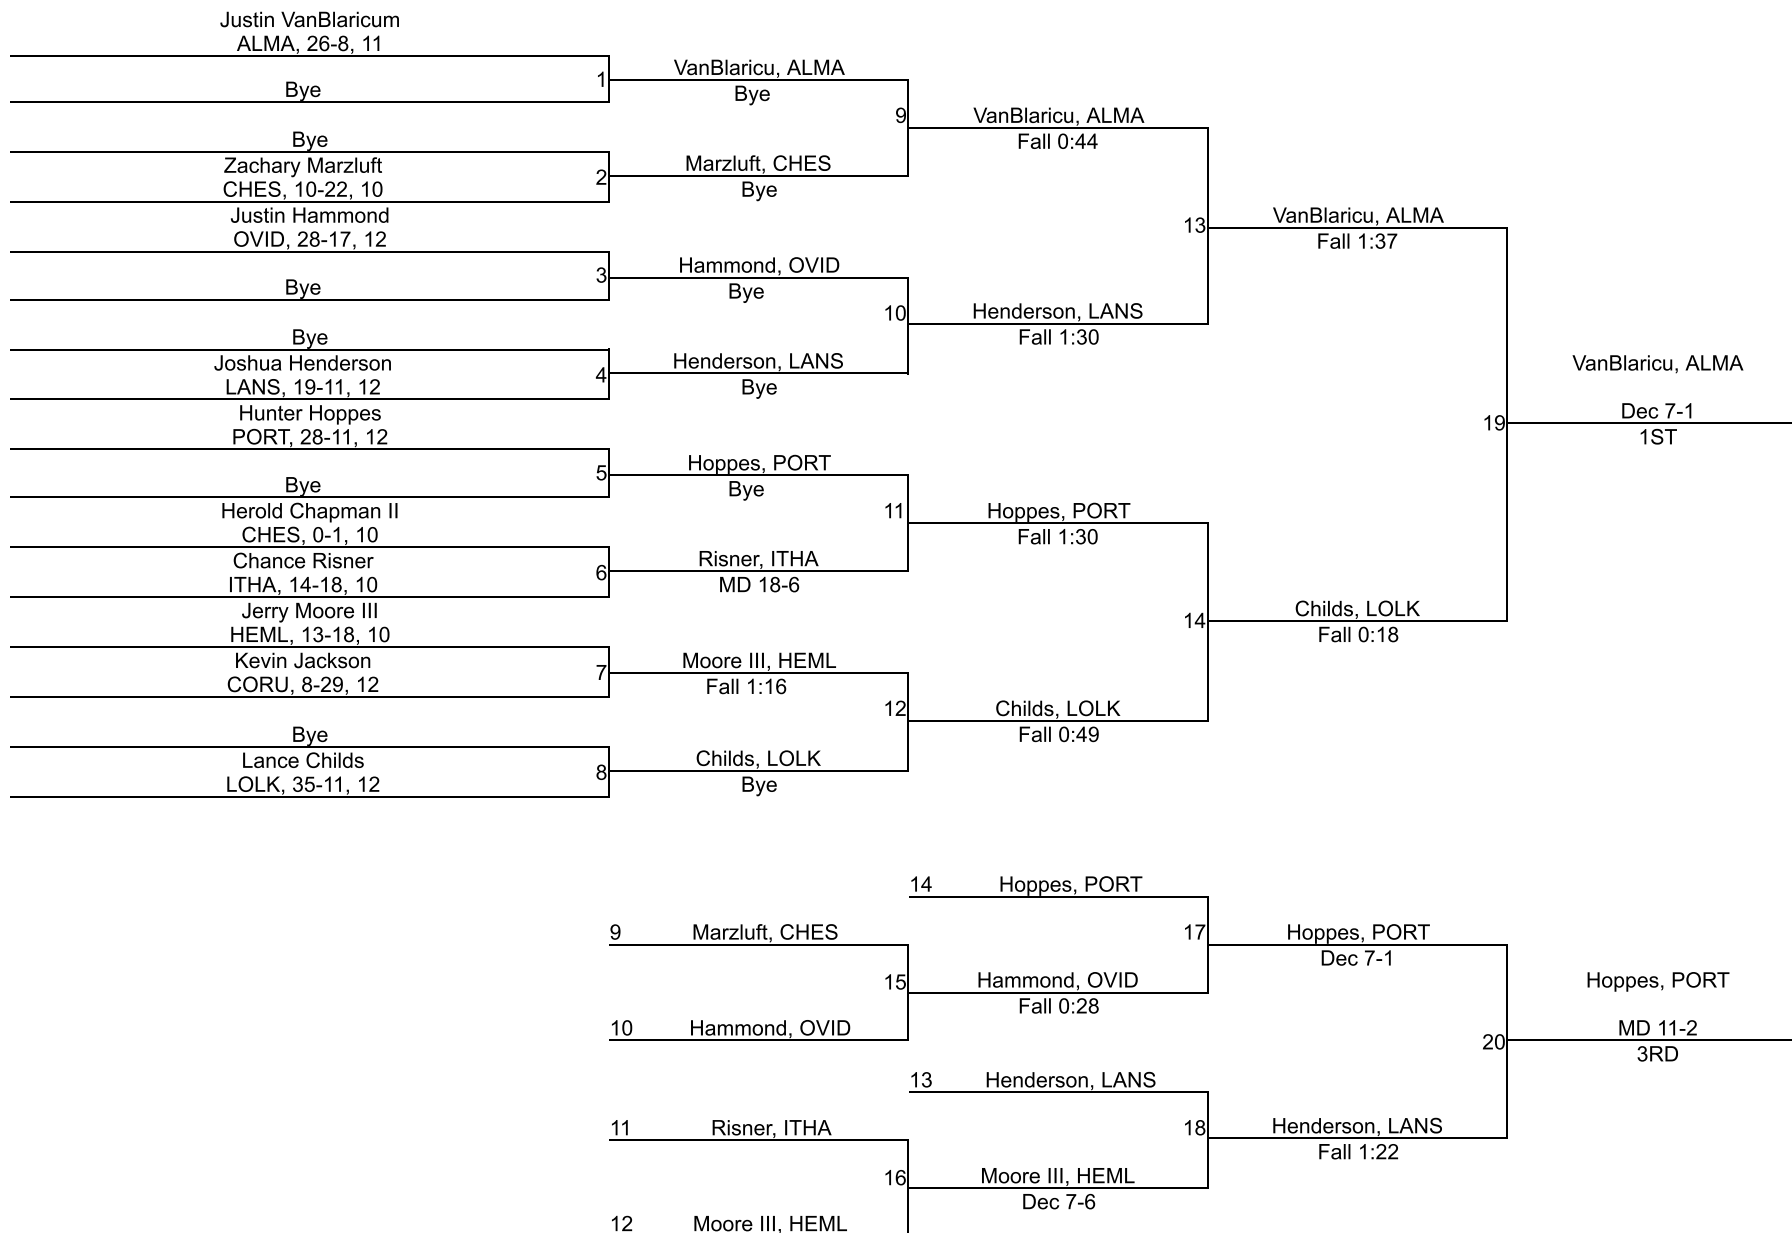 Justin VanBlaricum
ALMA, 26-8, 11
Bye
1
VanBlaricu, ALMA
Bye
Bye
Zachary Marzluft
CHES, 10-22, 10
2
Marzluft, CHES
Bye
9
VanBlaricu, ALMA
Fall 0:44
Justin Hammond
OVID, 28-17, 12
Bye
3
Hammond, OVID
Bye
Bye
Joshua Henderson
LANS, 19-11, 12
4
Henderson, LANS
Bye
10
Henderson, LANS
Fall 1:30
13
VanBlaricu, ALMA
Fall 1:37
Hunter Hoppes
PORT, 28-11, 12
Bye
5
Hoppes, PORT
Bye
Herold Chapman II
CHES, 0-1, 10
Chance Risner
ITHA, 14-18, 10
6
Risner, ITHA
MD 18-6
11
Hoppes, PORT
Fall 1:30
Jerry Moore III
HEML, 13-18, 10
Kevin Jackson
CORU, 8-29, 12
7
Moore III, HEML
Fall 1:16
Bye
Lance Childs
LOLK, 35-11, 12
8
Childs, LOLK
Bye
12
Childs, LOLK
Fall 0:49
14
Childs, LOLK
Fall 0:18
19
VanBlaricu, ALMA
Dec 7-1
1ST
14 Hoppes, PORT
9 Marzluft, CHES
10 Hammond, OVID
15
Hammond, OVID
Fall 0:28
17
Hoppes, PORT
Dec 7-1
13 Henderson, LANS
11 Risner, ITHA
12 Moore III, HEML
16
Moore III, HEML
Dec 7-6
18
Henderson, LANS
Fall 1:22
20
Hoppes, PORT
MD 11-2
3RD